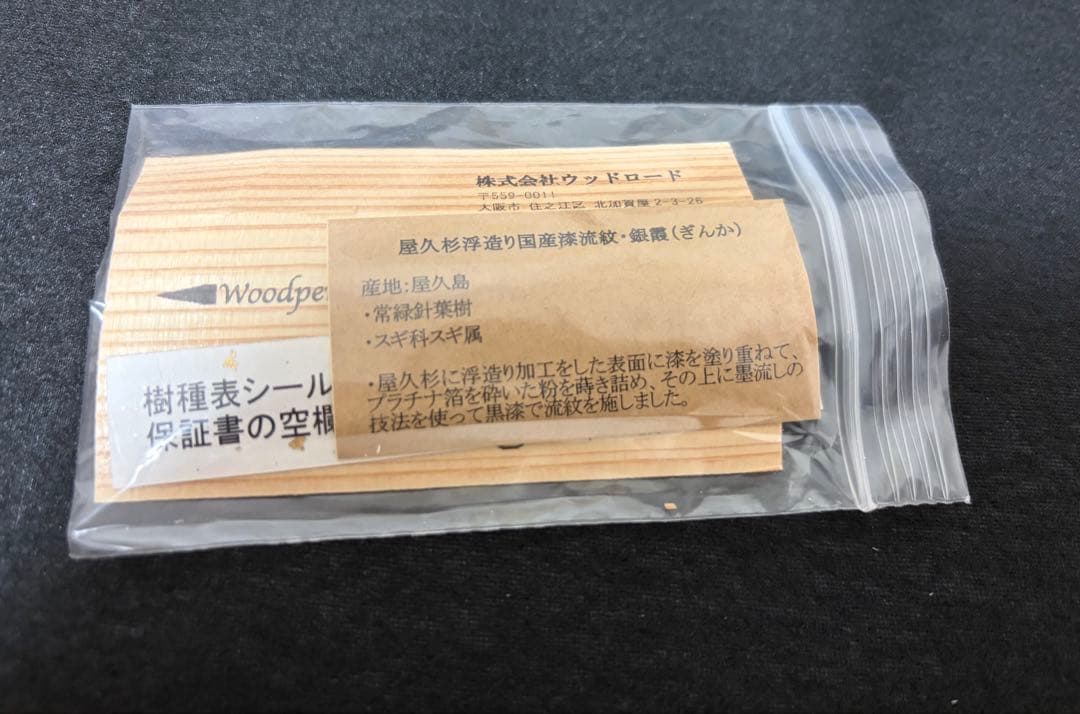 株式会社ウッドロード
〒559-0011
大阪市 住之江区 北加賀屋2-3-26
屋久杉浮造り国産漆流紋・銀霞(ぎんか)
産地:屋久島
・常緑針葉樹
・スギ科スギ属
・屋久杉に浮造り加工をした表面に漆を塗り重ねて、
プラチナ箔を砕いた粉を蒔き詰め、その上に墨流しの
技法を使って黒漆で流紋を施しました。
Woodpe
樹種表シール
保証書の空欄